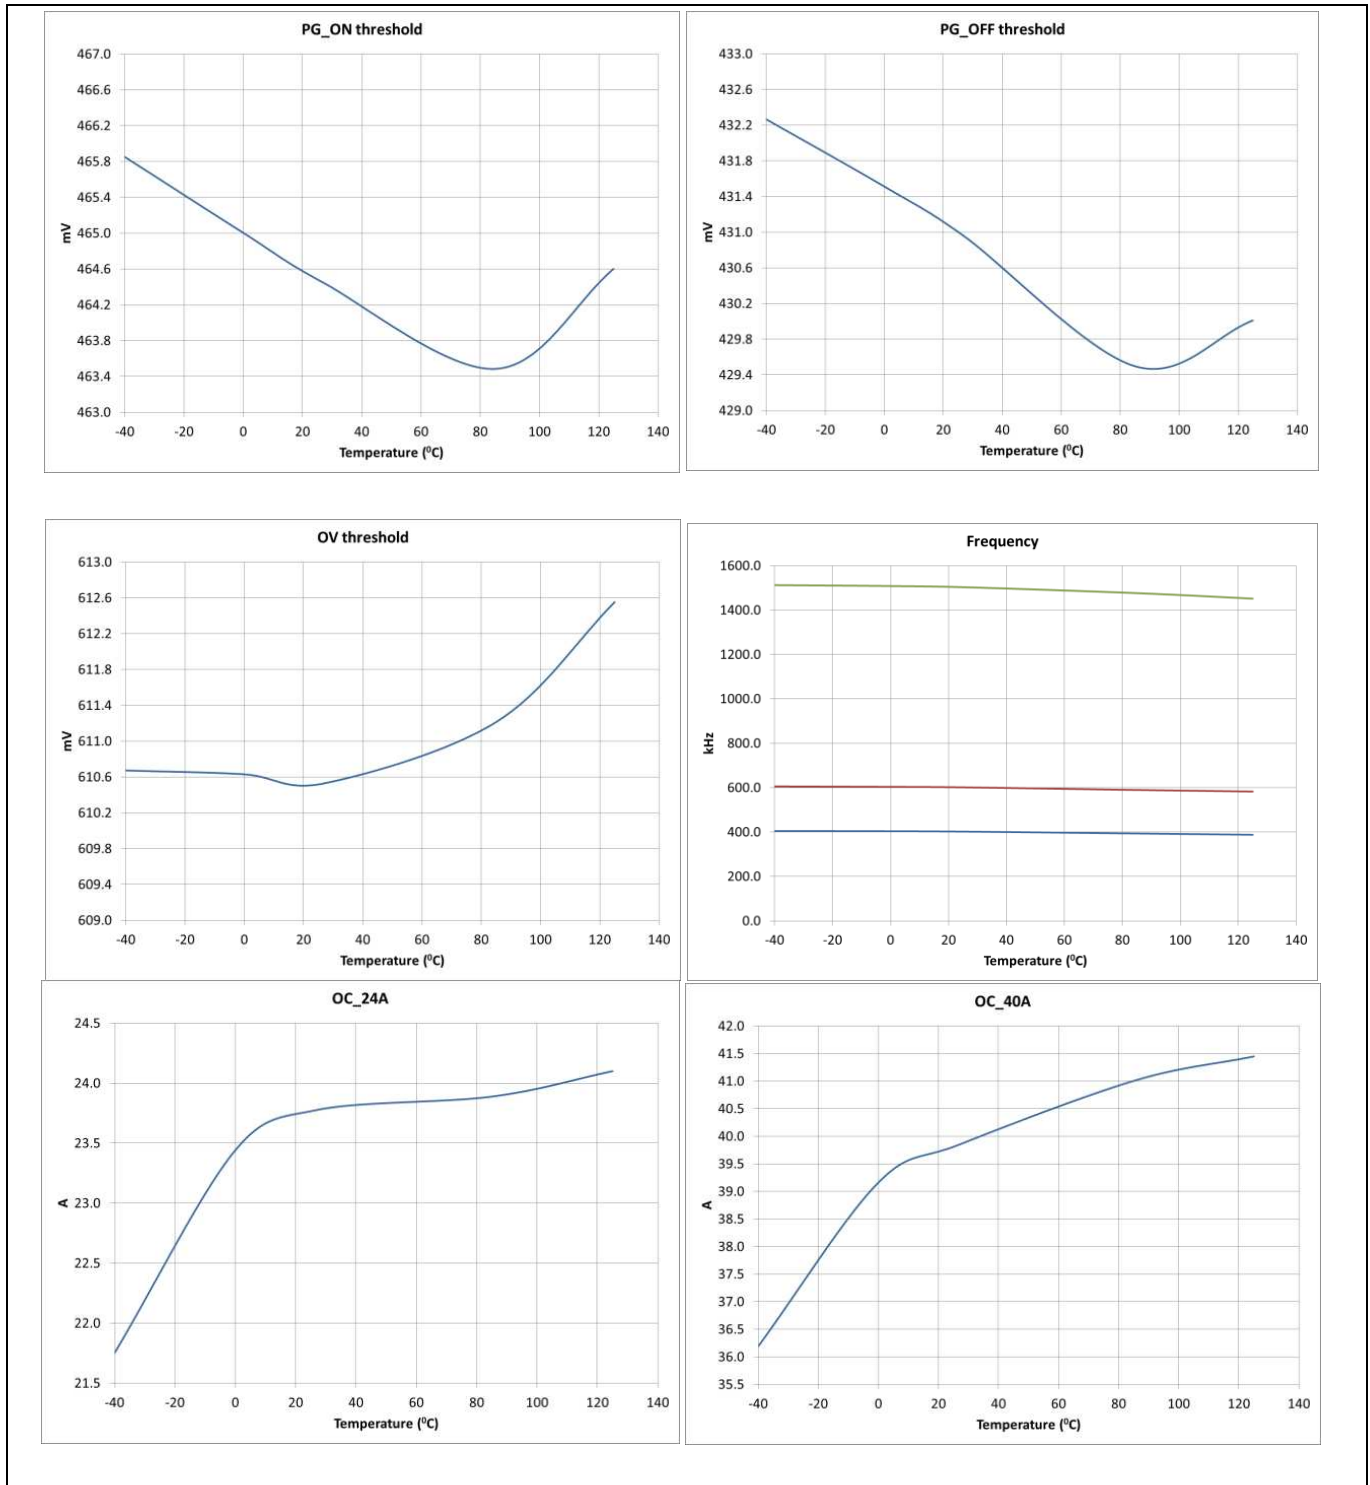 PG_ON threshold
467.0
466.6
466.2
465.8
465.4
465.0
464.6
464.2
463.8
463.4
463.0
mV
-40 -20 0 20 40 60 80 100 120 140
Temperature (⁰C)
PG_OFF threshold
433.0
432.6
432.2
431.8
431.4
431.0
430.6
430.2
429.8
429.4
429.0
mV
-40 -20 0 20 40 60 80 100 120 140
Temperature (⁰C)
OV threshold
613.0
612.6
612.2
611.8
611.4
611.0
610.6
610.2
609.8
609.4
609.0
mV
-40 -20 0 20 40 60 80 100 120 140
Temperature (⁰C)
Frequency
1600.0
1400.0
1200.0
1000.0
800.0
600.0
400.0
200.0
0.0
kHz
-40 -20 0 20 40 60 80 100 120 140
Temperature (⁰C)
OC_24A
24.5
24.0
23.5
23.0
22.5
22.0
21.5
A
-40 -20 0 20 40 60 80 100 120 140
Temperature (⁰C)
OC_40A
42.0
41.5
41.0
40.5
40.0
39.5
39.0
38.5
38.0
37.5
37.0
36.5
36.0
35.5
A
-40 -20 0 20 40 60 80 100 120 140
Temperature (⁰C)